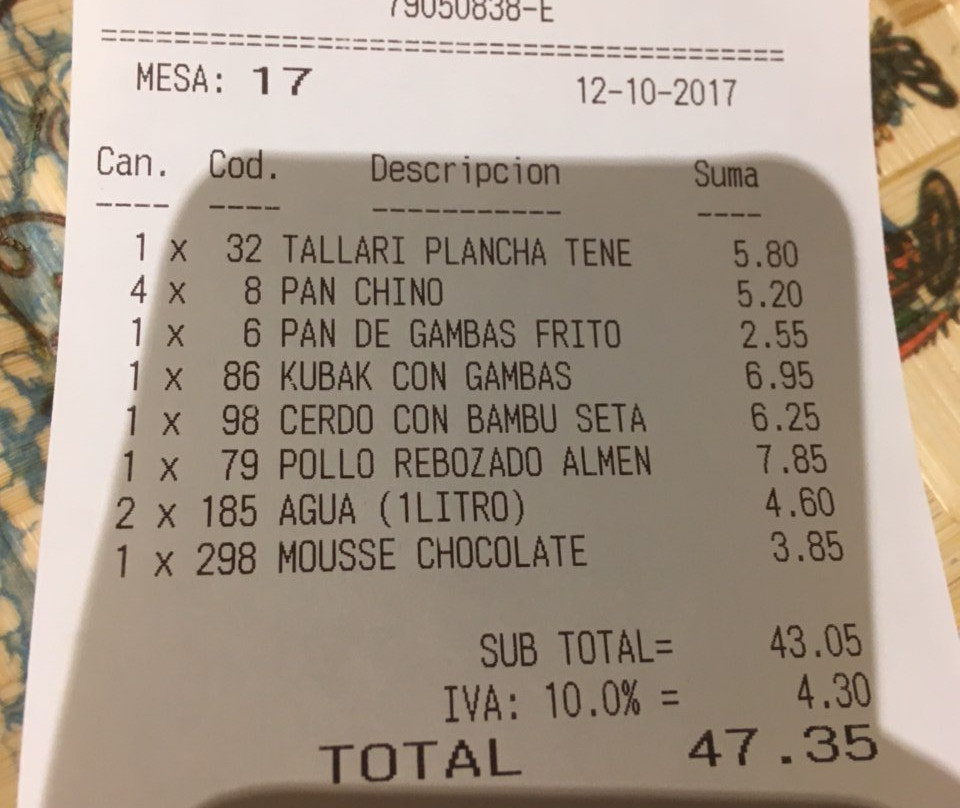 79050838-E
======================================
MESA: 17 12-10-2017
Can. Cod. Descripcion Suma
---- ---- ----------- ----
1 x 32 TALLARI PLANCHA TENE 5.80
4 x 8 PAN CHINO 5.20
1 x 6 PAN DE GAMBAS FRITO 2.55
1 x 86 KUBAK CON GAMBAS 6.95
1 x 98 CERDO CON BAMBU SETA 6.25
1 x 79 POLLO REBOZADO ALMEN 7.85
2 x 185 AGUA (1LITRO) 4.60
1 x 298 MOUSSE CHOCOLATE 3.85
SUB TOTAL= 43.05
IVA: 10.0% = 4.30
TOTAL 47.35